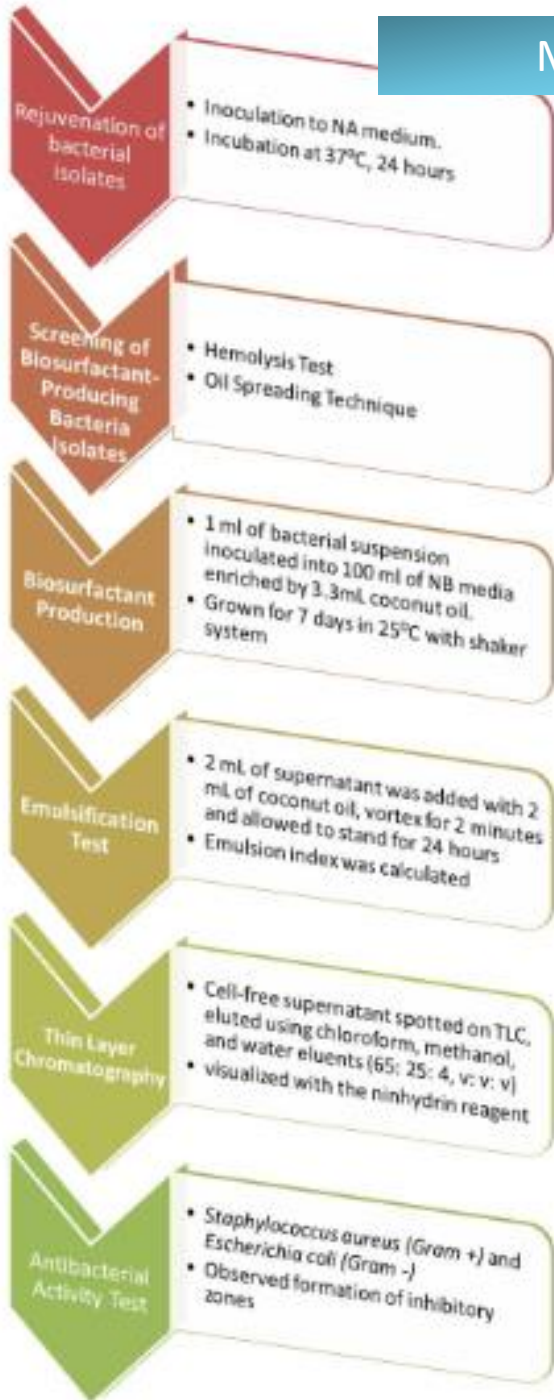 N
Rejuvenation of
bacterial
isolates
• Inoculation to NA medium.
• Incubation at 37°C, 24 hours
Screening of
Biosurfactant-
Producing
Bacteria
Isolates
• Hemolysis Test
• Oil Spreading Technique
Biosurfactant
Production
• 1 ml of bacterial suspension
inoculated into 100 ml of NB media
enriched by 3.3mL coconut oil.
• Grown for 7 days in 25°C with shaker
system
Emulsification
Test
• 2 mL of supernatant was added with 2
mL of coconut oil, vortex for 2 minutes
and allowed to stand for 24 hours
• Emulsion index was calculated
Thin Layer
Chromatography
• Cell-free supernatant spotted on TLC,
eluted using chloroform, methanol,
and water eluents (65: 25: 4, v: v: v)
• visualized with the ninhydrin reagent
Antibacterial
Activity Test
• Staphylococcus aureus (Gram +) and
Escherichia coli (Gram -)
• Observed formation of inhibitory
zones